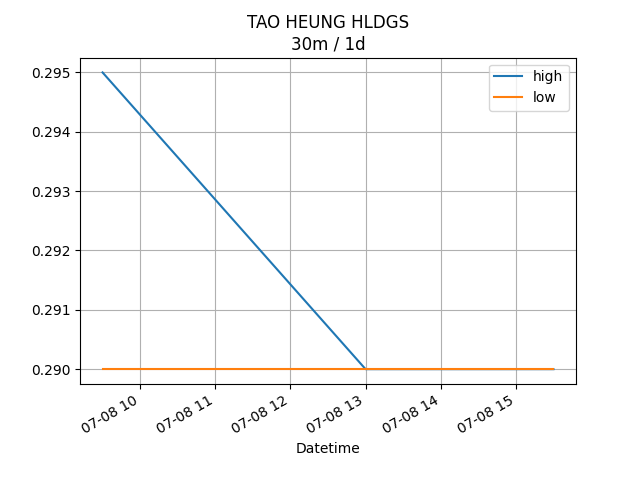 TAO HEUNG HLDGS
30m / 1d
high
low
0.295
0.294
0.293
0.292
0.291
0.290
07-08 10
07-08 11
07-08 12
07-08 13
07-08 14
07-08 15
Datetime